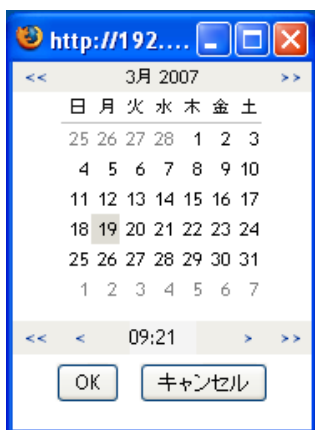 http://192....
<< 3月 2007 >>
日 月 火 水 木 金 土
25 26 27 28 1 2 3
4 5 6 7 8 9 10
11 12 13 14 15 16 17
18 19 20 21 22 23 24
25 26 27 28 29 30 31
1 2 3 4 5 6 7
<< < 09:21 > >>
OK キャンセル